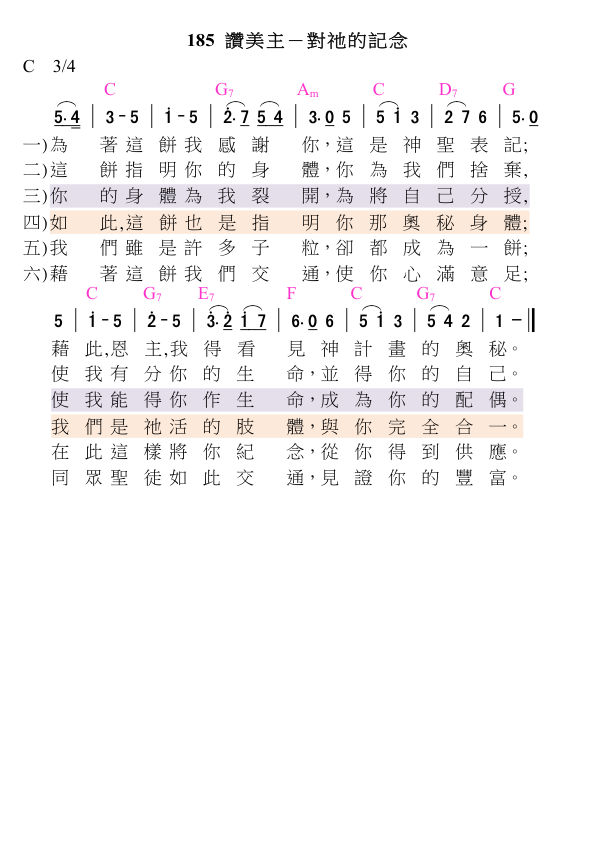 185 讚美主－對祂的記念
C 3/4
C G7 Am C D7 G
5·4 | 3-5 | i-5 | 2·7 5 4 | 3·0 5 | 5 i 3 | 2 7 6 | 5·0
一)為 著這 餅我 感 謝 你，這 是 神 聖 表 記;
二)這 餅指 明你 的 身 體，你 為 我 們 捨 棄,
三)你 的身 體為 我 裂 開，為 將 自 己 分 授,
四)如 此,這 餅也 是 指 明 你 那 奧 秘 身 體;
五)我 們雖 是許 多 子 粒，卻 都 成 為 一 餅;
六)藉 著這 餅我 們 交 通，使 你 心 滿 意 足;
C G7 E7 F C G7 C
5 | i-5 | 2-5 | 3·2 i 7 | 6·0 6 | 5 i 3 | 5 4 2 | 1 -‖
藉 此,恩 主,我 得 看 見 神 計 畫 的 奧 秘。
使 我有 分你 的 生 命，並 得 你 的 自 己。
使 我能 得你 作 生 命，成 為 你 的 配 偶。
我 們是 祂活 的 肢 體，與 你 完 全 合 一。
在 此這 樣將 你 紀 念，從 你 得 到 供 應。
同 眾聖 徒如 此 交 通，見 證 你 的 豐 富。